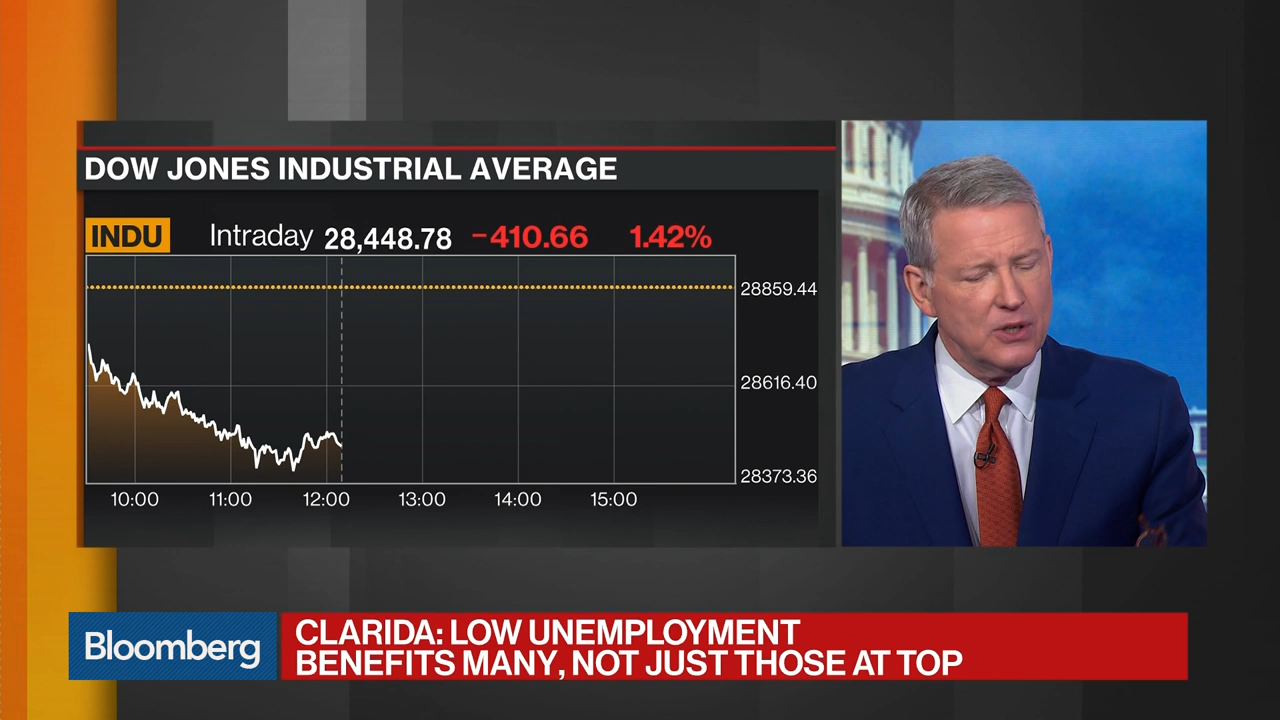 DOW JONES INDUSTRIAL AVERAGE
INDU Intraday 28,448.78 −410.66 1.42%
28859.44
28616.40
28373.36
10:00 11:00 12:00 13:00 14:00 15:00
Bloomberg
CLARIDA: LOW UNEMPLOYMENT
BENEFITS MANY, NOT JUST THOSE AT TOP